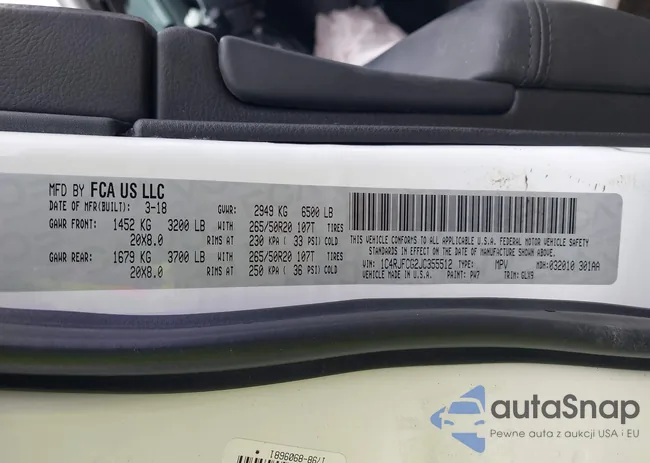 MFD BY FCA US LLC
DATE OF MFR(BUILT): 3-18 GVWR: 2949 KG 6500 LB
GAWR FRONT: 1452 KG 3200 LB WITH 265/50R20 107T TIRES
20X8.0 RIMS AT 230 KPA ( 33 PSI) COLD
GAWR REAR: 1679 KG 3700 LB WITH 265/50R20 107T TIRES
20X8.0 RIMS AT 250 KPA ( 36 PSI) COLD
THIS VEHICLE CONFORMS TO ALL APPLICABLE U.S.A. FEDERAL MOTOR VEHICLE SAFETY,
BUMPER, AND THEFT PREVENTION STANDARDS IN EFFECT ON THE DATE OF MANUFACTURE
SHOWN ABOVE.
VIN: 1C4RJFCG2JC355512 TYPE: MPV MDH:032010 301AA
VEHICLE MADE IN U.S.A. PAINT: PW7 TRIM: GLX9
autoSnap
Pewne auta z aukcji USA i EU